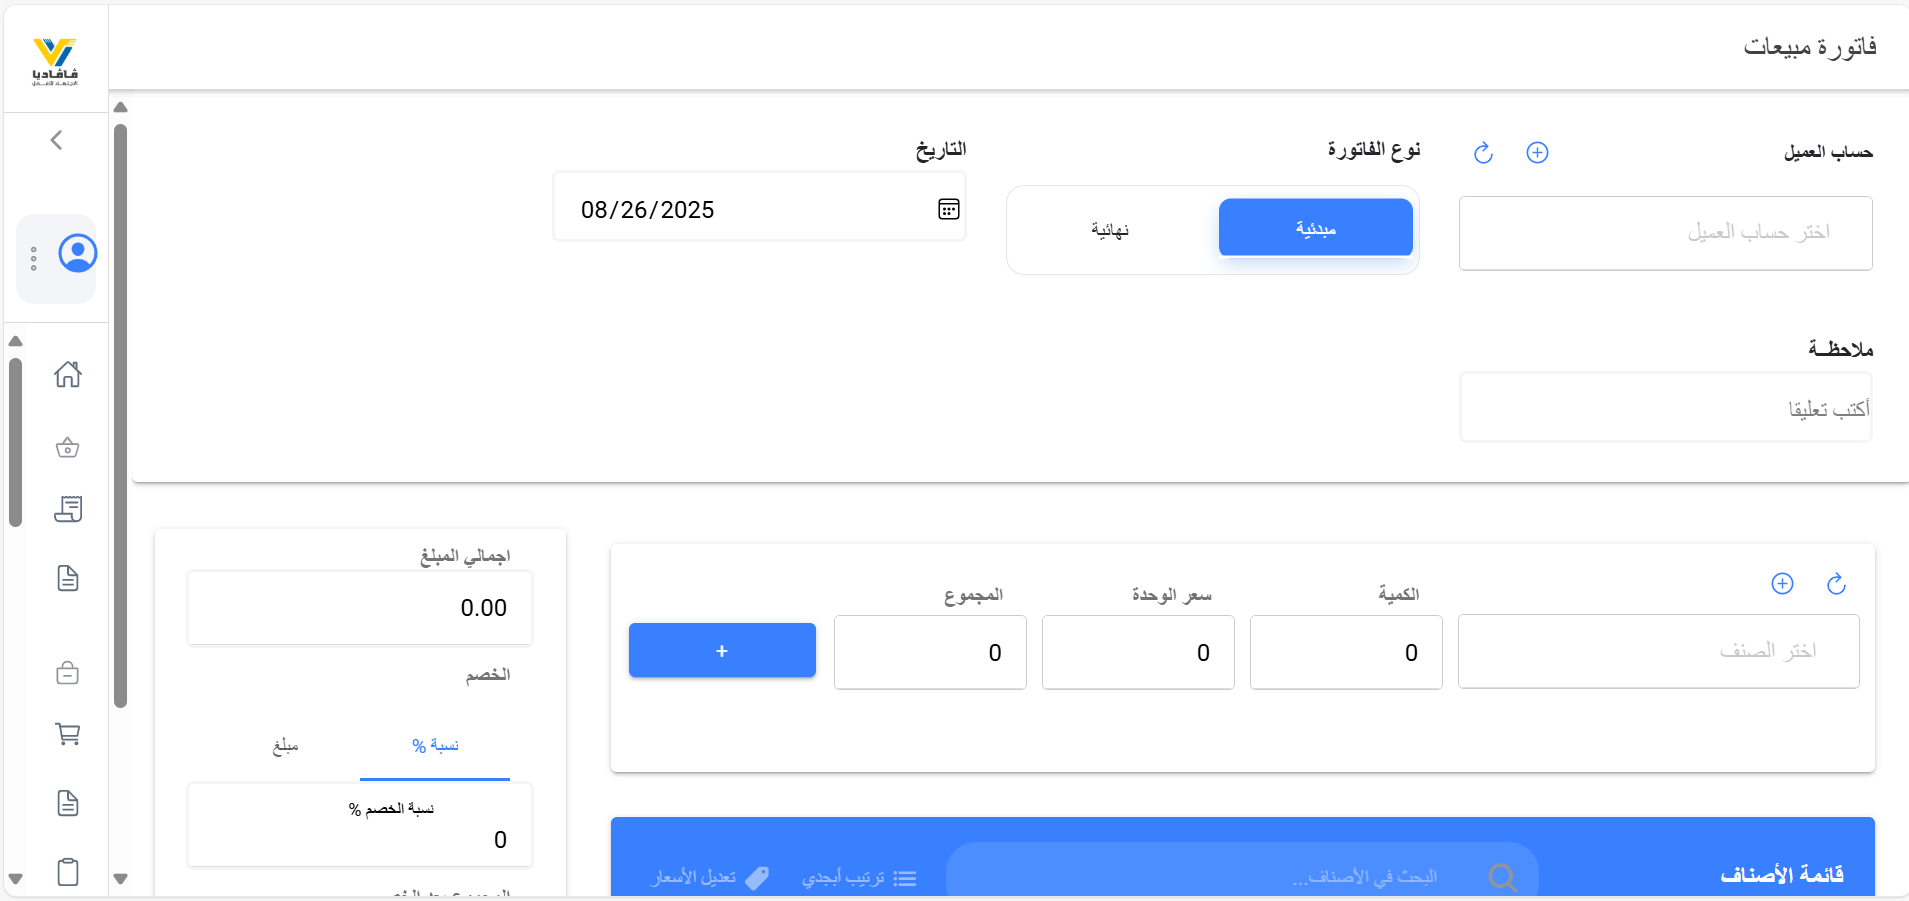 فاتورة مبيعات
ڤاڤاديا
حساب العميل
اختر حساب العميل
نوع الفاتورة
مبدئية
نهائية
التاريخ
08/26/2025
ملاحظـة
أكتب تعليقا
اختر الصنف
الكمية
0
سعر الوحدة
0
المجموع
0
+
اجمالي المبلغ
0.00
الخصم
نسبة %
مبلغ
نسبة الخصم %
0
قائمة الأصناف
البحث في الأصناف...
ترتيب أبجدي
تعديل الأسعار